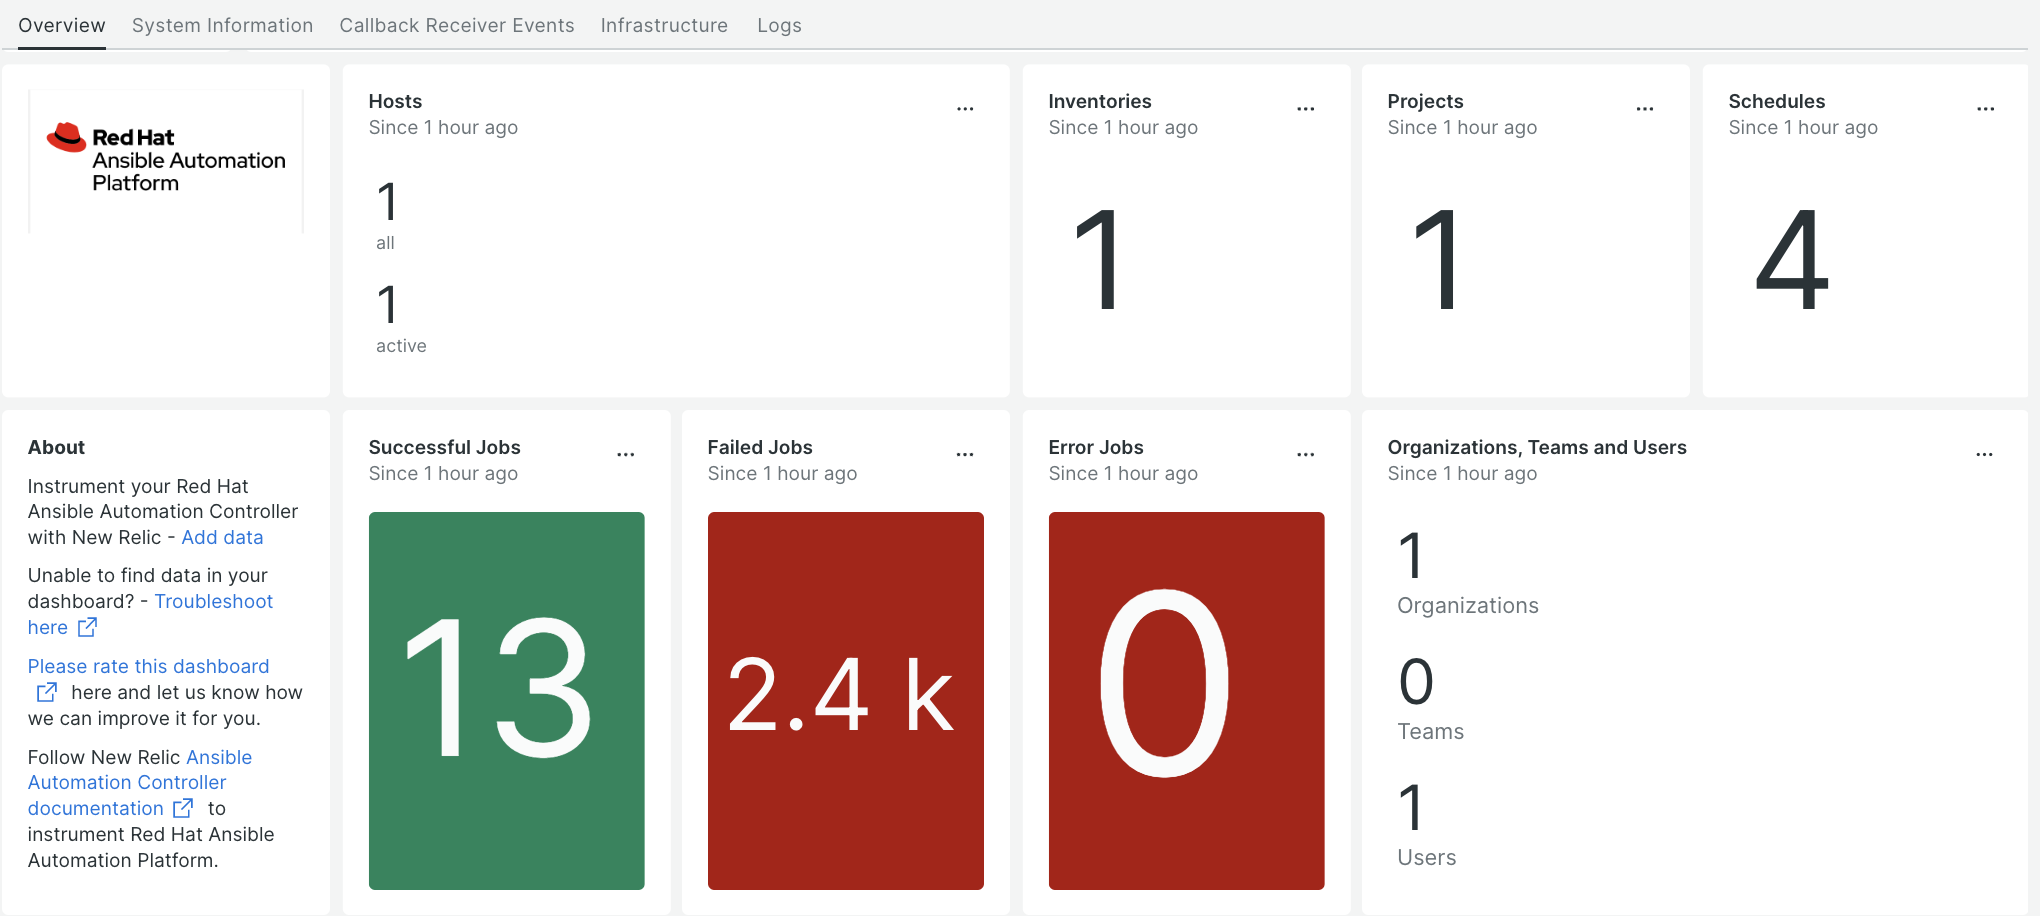 Overview System Information Callback Receiver Events Infrastructure Logs
Red Hat
Ansible Automation
Platform
Hosts
Since 1 hour ago
1
all
1
active
Inventories
Since 1 hour ago
1
Projects
Since 1 hour ago
1
Schedules
Since 1 hour ago
4
About
Instrument your Red Hat
Ansible Automation Controller
with New Relic - Add data
Unable to find data in your
dashboard? - Troubleshoot
here
Please rate this dashboard
here and let us know how
we can improve it for you.
Follow New Relic Ansible
Automation Controller
documentation to
instrument Red Hat Ansible
Automation Platform.
Successful Jobs
Since 1 hour ago
13
Failed Jobs
Since 1 hour ago
2.4 k
Error Jobs
Since 1 hour ago
0
Organizations, Teams and Users
Since 1 hour ago
1
Organizations
0
Teams
1
Users